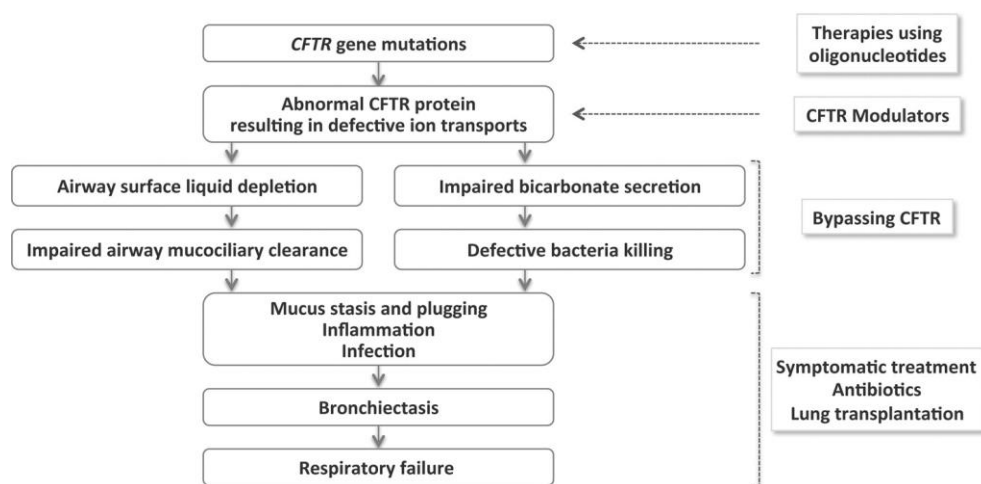 CFTR gene mutations
Therapies using
oligonucleotides
Abnormal CFTR protein
resulting in defective ion transports
CFTR Modulators
Airway surface liquid depletion
Impaired bicarbonate secretion
Bypassing CFTR
Impaired airway mucociliary clearance
Defective bacteria killing
Mucus stasis and plugging
Inflammation
Infection
Symptomatic treatment
Antibiotics
Lung transplantation
Bronchiectasis
Respiratory failure